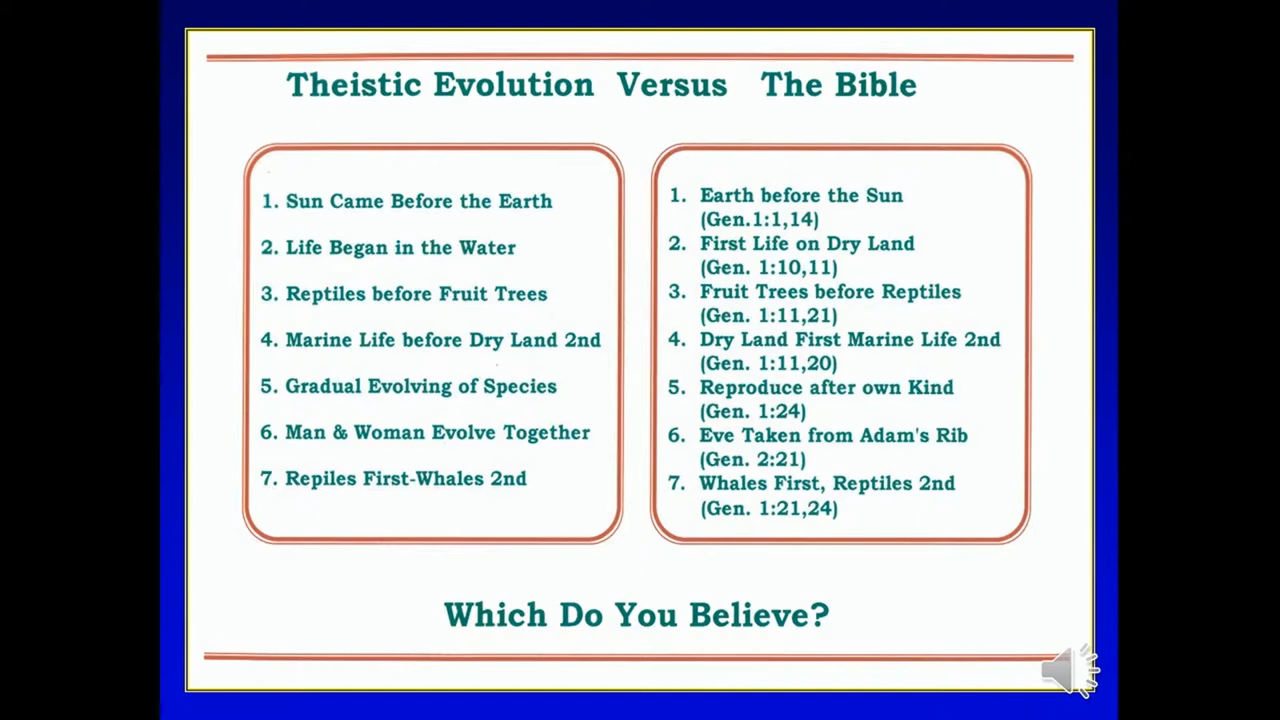 Theistic Evolution Versus The Bible
1. Sun Came Before the Earth
2. Life Began in the Water
3. Reptiles before Fruit Trees
4. Marine Life before Dry Land 2nd
5. Gradual Evolving of Species
6. Man & Woman Evolve Together
7. Repiles First-Whales 2nd
1. Earth before the Sun
(Gen.1:1,14)
2. First Life on Dry Land
(Gen. 1:10,11)
3. Fruit Trees before Reptiles
(Gen. 1:11,21)
4. Dry Land First Marine Life 2nd
(Gen. 1:11,20)
5. Reproduce after own Kind
(Gen. 1:24)
6. Eve Taken from Adam's Rib
(Gen. 2:21)
7. Whales First, Reptiles 2nd
(Gen. 1:21,24)
Which Do You Believe?